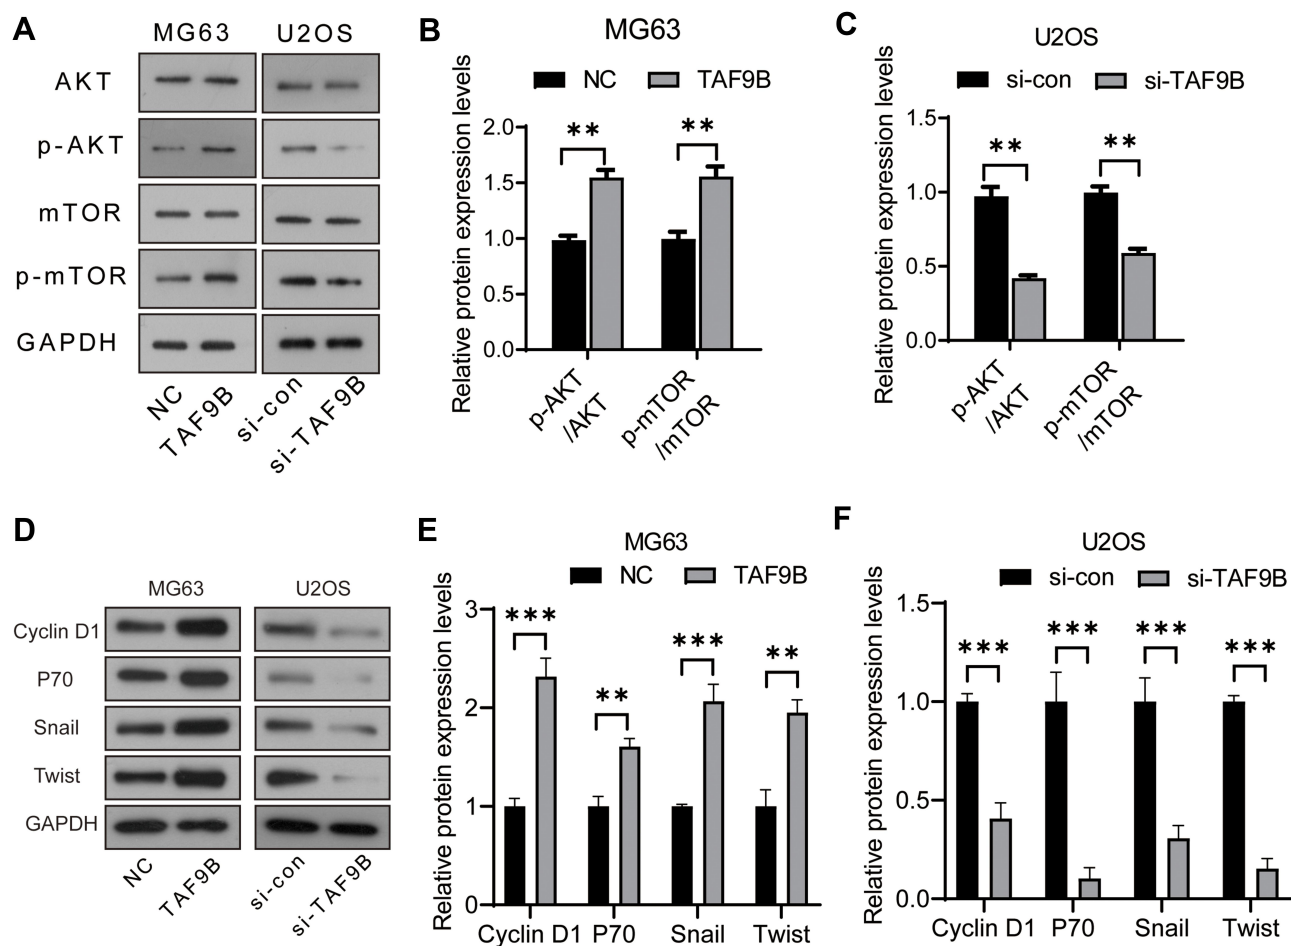 A
MG63 U2OS
AKT
p-AKT
mTOR
p-mTOR
GAPDH
NC
TAF9B
si-con
si-TAF9B
B
MG63
NC TAF9B
Relative protein expression levels
2.0
1.5
1.0
0.5
0.0
** **
p-AKT
/AKT
p-mTOR
/mTOR
C
U2OS
si-con si-TAF9B
Relative protein expression levels
1.5
1.0
0.5
0.0
** **
p-AKT
/AKT
p-mTOR
/mTOR
D
MG63 U2OS
Cyclin D1
P70
Snail
Twist
GAPDH
NC
TAF9B
si-con
si-TAF9B
E
MG63
NC TAF9B
Relative protein expression levels
3
2
1
0
*** ** *** **
Cyclin D1 P70 Snail Twist
F
U2OS
si-con si-TAF9B
Relative protein expression levels
1.5
1.0
0.5
0.0
*** *** *** ***
Cyclin D1 P70 Snail Twist